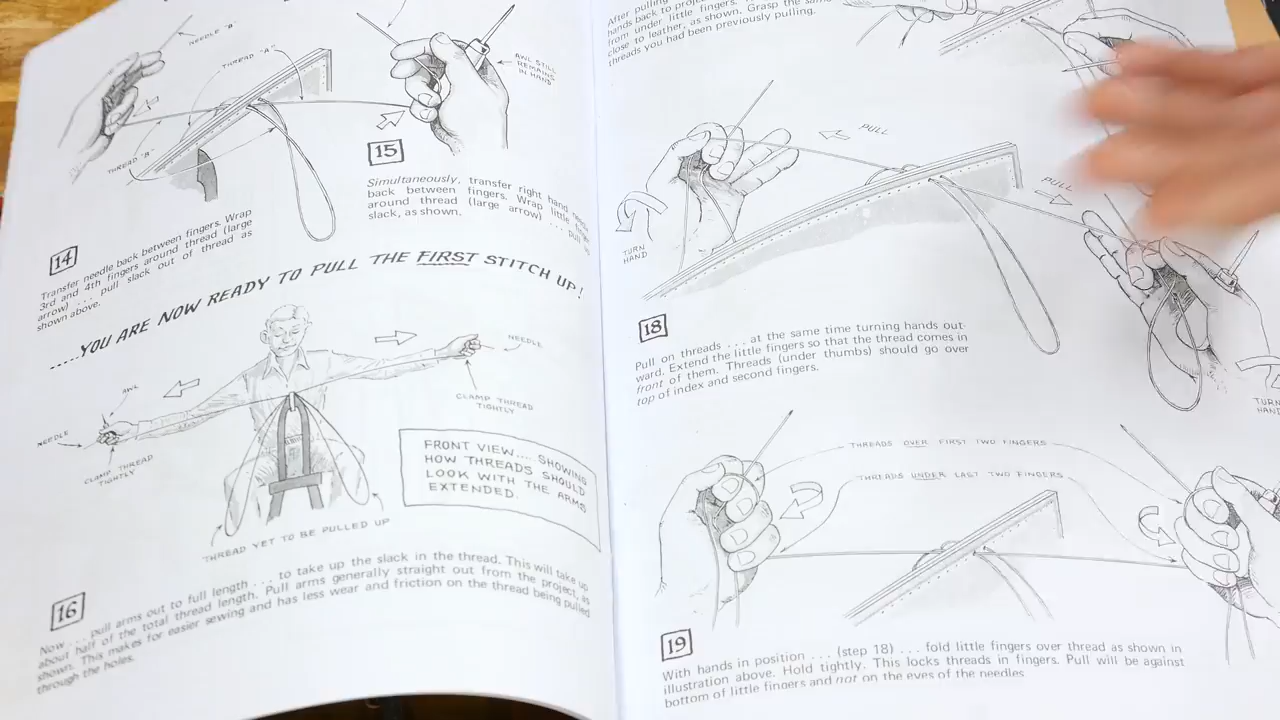 NEEDLE "B"
THREAD "A"
THREAD "B"
14
Transfer needle back between fingers. Wrap
3rd and 4th fingers around thread (large
arrow) . . . pull slack out of thread as
shown above.
AWL STILL
REMAINS
IN HAND
15
Simultaneously, transfer right hand
back between fingers. Wrap little
around thread (large arrow) . . . pull
slack, as shown.
.....YOU ARE NOW READY TO PULL THE FIRST STITCH UP!
NEEDLE
AWL
CLAMP THREAD
TIGHTLY
NEEDLE
CLAMP THREAD
TIGHTLY
FRONT VIEW.... SHOWING
HOW THREADS SHOULD
LOOK WITH THE ARMS
EXTENDED.
THREAD YET TO BE PULLED UP
16
Now . . . pull arms out to full length . . . to take up the slack in the thread. This will take up
about half of the total thread length. Pull arms generally straight out from the project, as
shown. This makes for easier sewing and has less wear and friction on the thread being pulled
through the holes.
After pulling
hands back to
from under little fingers.
close to leather, as shown. Grasp the same
threads you had been previously pulling.
PULL
PULL
TURN
HAND
TURN
18
Pull on threads . . . at the same time turning hands out-
ward. Extend the little fingers so that the thread comes in
front of them. Threads (under thumbs) should go over
top of index and second fingers.
THREADS OVER FIRST TWO FINGERS
THREADS UNDER LAST TWO FINGERS
19
With hands in position . . . (step 18) . . . fold little fingers over thread as shown in
illustration above. Hold tightly. This locks threads in fingers. Pull will be against
bottom of little fingers and not on the eyes of the needles